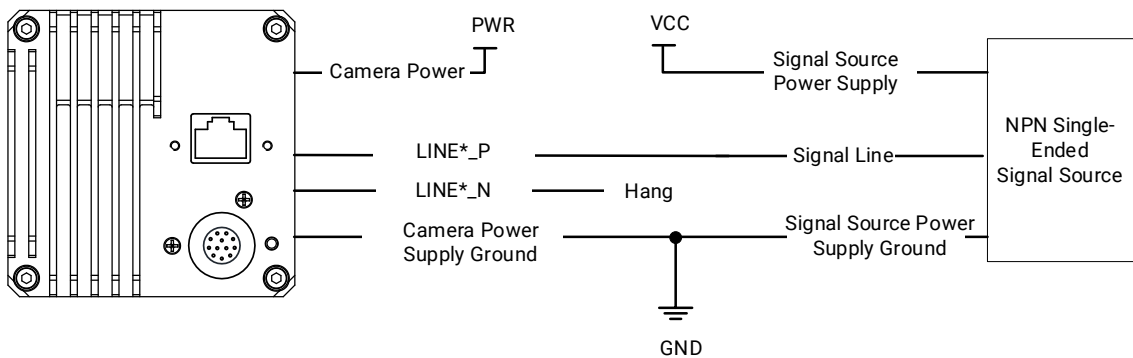 PWR
VCC
Camera Power
Signal Source
Power Supply
NPN Single-
Ended
Signal Source
LINE*_P
Signal Line
LINE*_N
Hang
Camera Power
Supply Ground
Signal Source Power
Supply Ground
GND